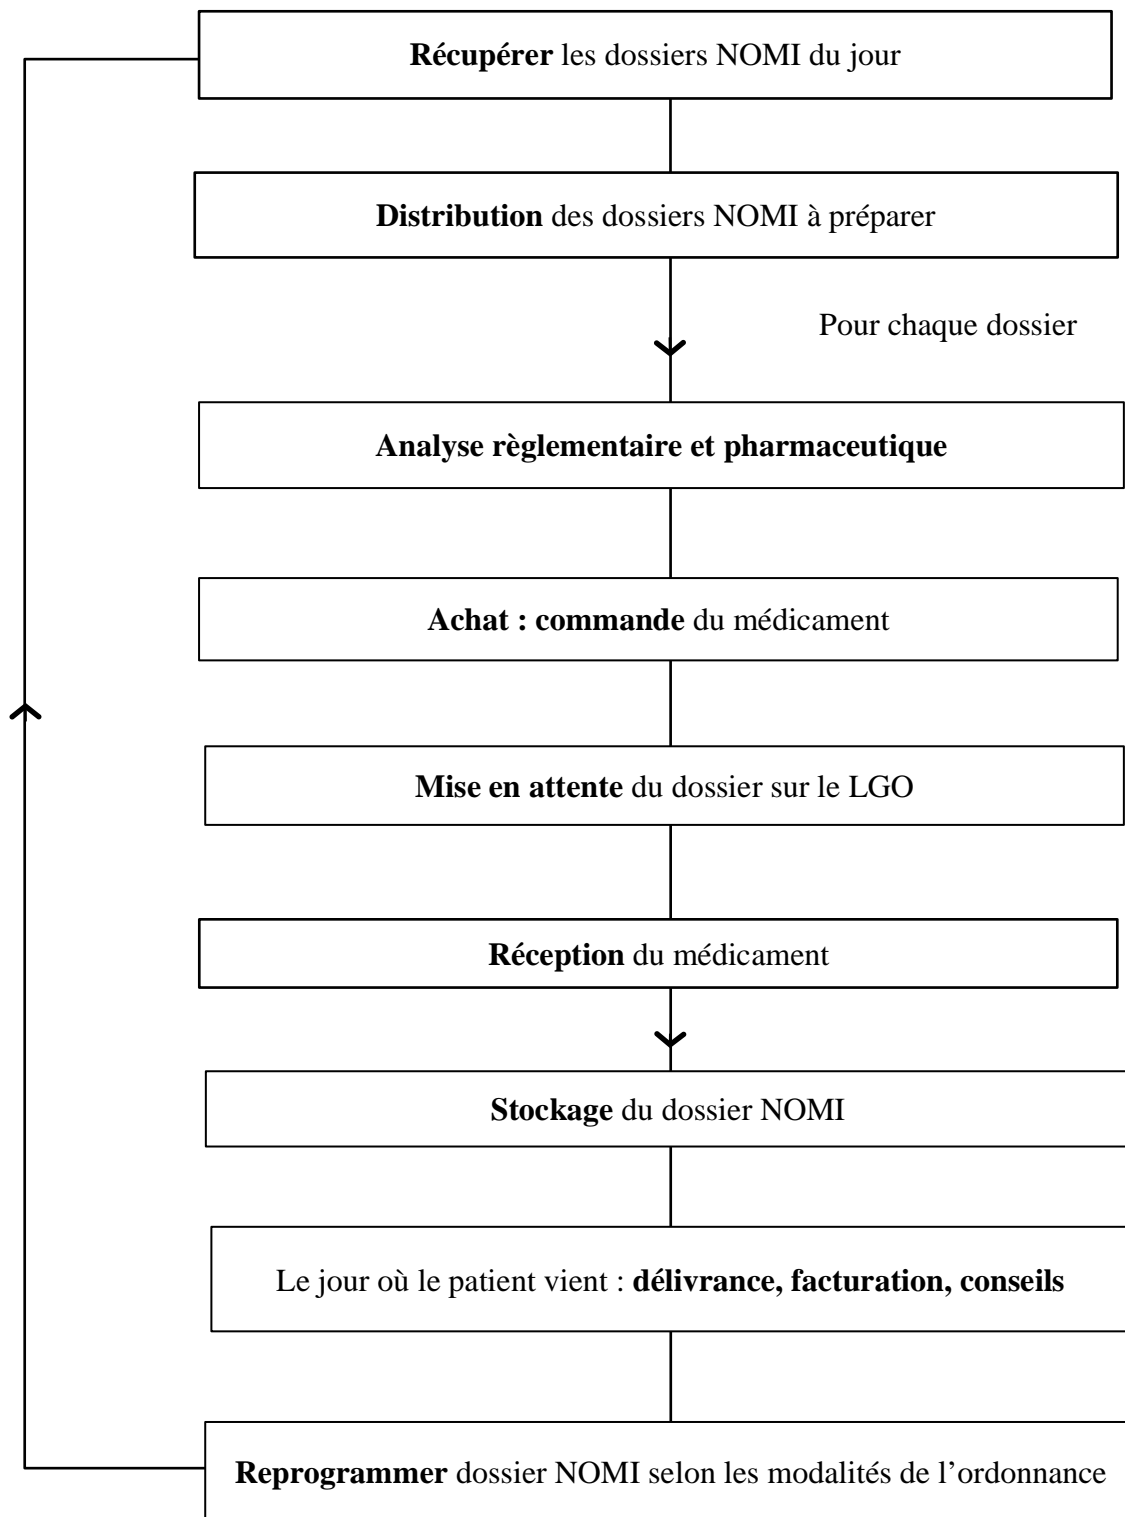 Récupérer les dossiers NOMI du jour
Distribution des dossiers NOMI à préparer
Pour chaque dossier
Analyse règlementaire et pharmaceutique
Achat : commande du médicament
Mise en attente du dossier sur le LGO
Réception du médicament
Stockage du dossier NOMI
Le jour où le patient vient : délivrance, facturation, conseils
Reprogrammer dossier NOMI selon les modalités de l’ordonnance